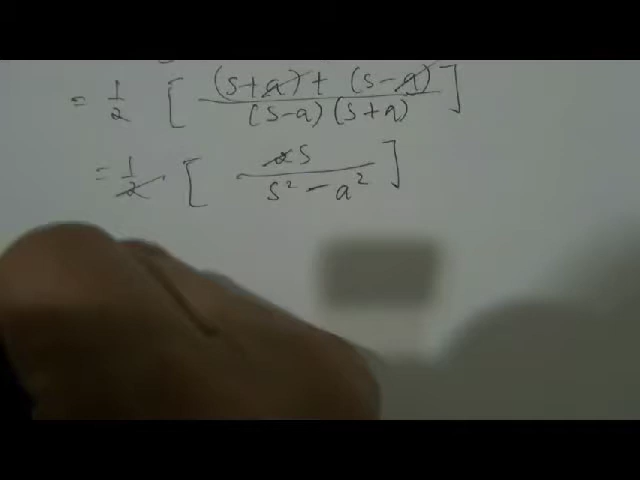 = 1/2 [ (s+a) + (s-a) / (s-a) (s+a) ]
= 1/2 [ 2s / s² - a² ]